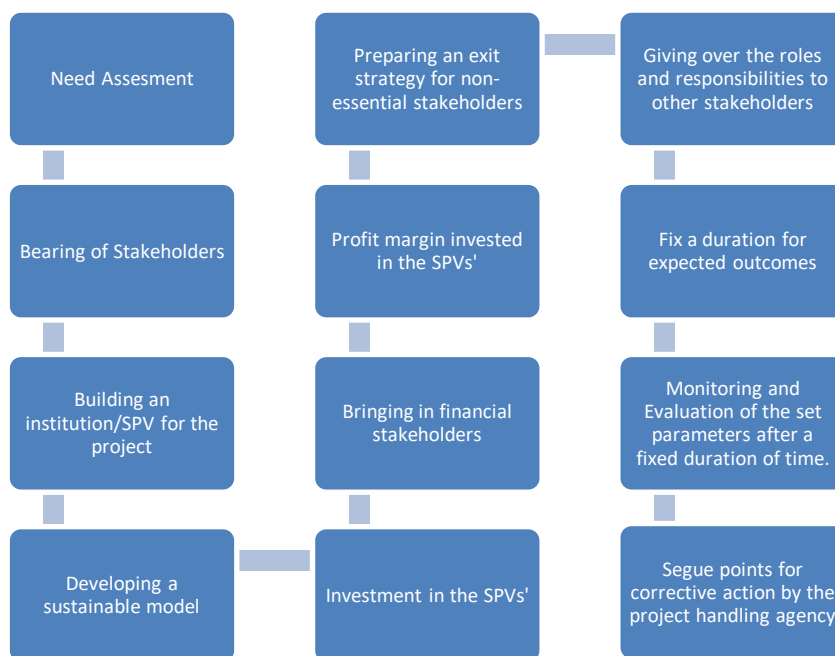 Need Assesment
Bearing of Stakeholders
Building an
institution/SPV for the
project
Developing a
sustainable model
Investment in the SPVs'
Bringing in financial
stakeholders
Profit margin invested
in the SPVs'
Preparing an exit
strategy for non-
essential stakeholders
Giving over the roles
and responsibilities to
other stakeholders
Fix a duration for
expected outcomes
Monitoring and
Evaluation of the set
parameters after a
fixed duration of time.
Segue points for
corrective action by the
project handling agency